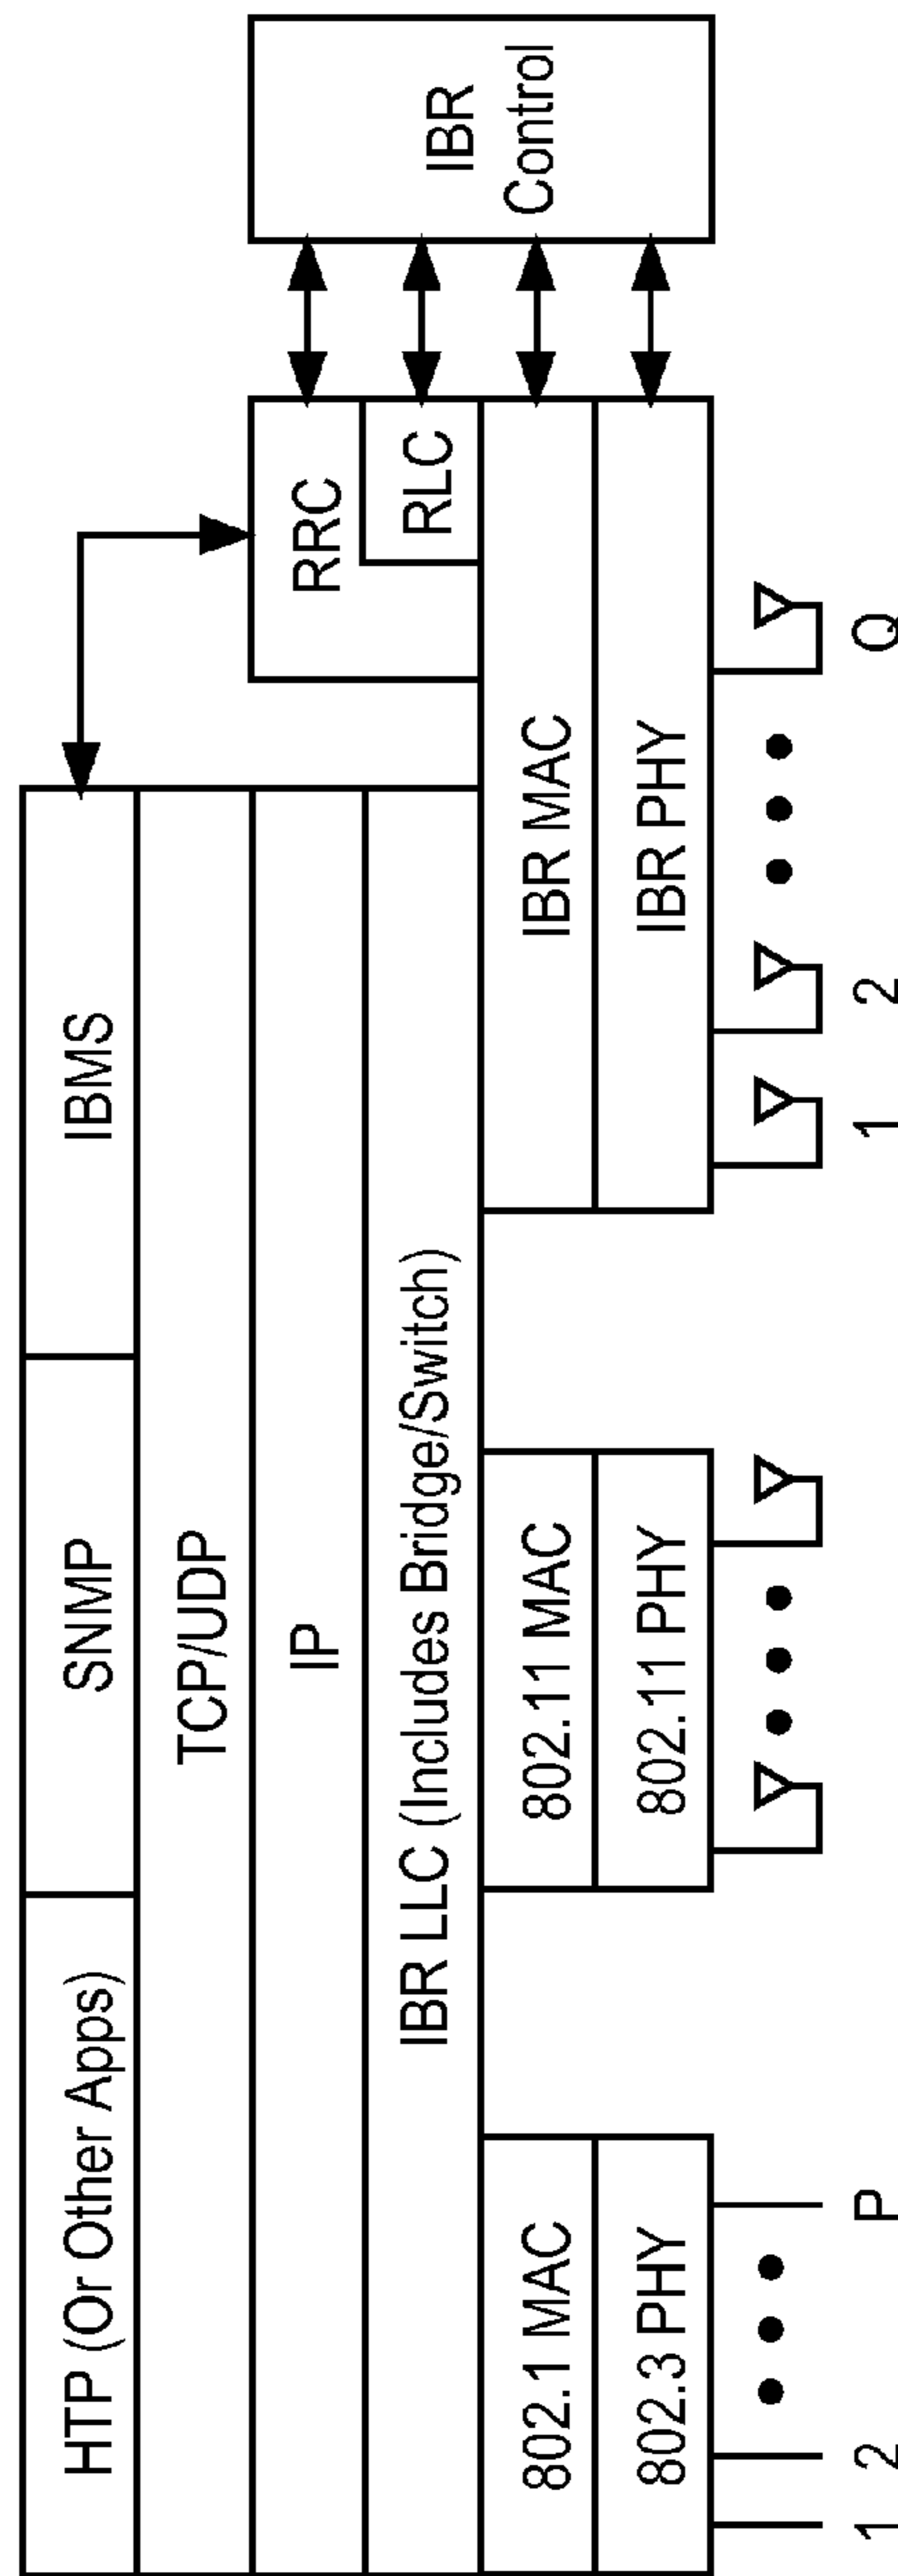 HTP (Or Other Apps)
SNMP
IBMS
TCP/UDP
IP
IBR LLC (Includes Bridge/Switch)
RRC
RLC
IBR
Control
802.1 MAC
802.11 MAC
IBR MAC
802.3 PHY
802.11 PHY
IBR PHY
1 2 P
1 2 Q